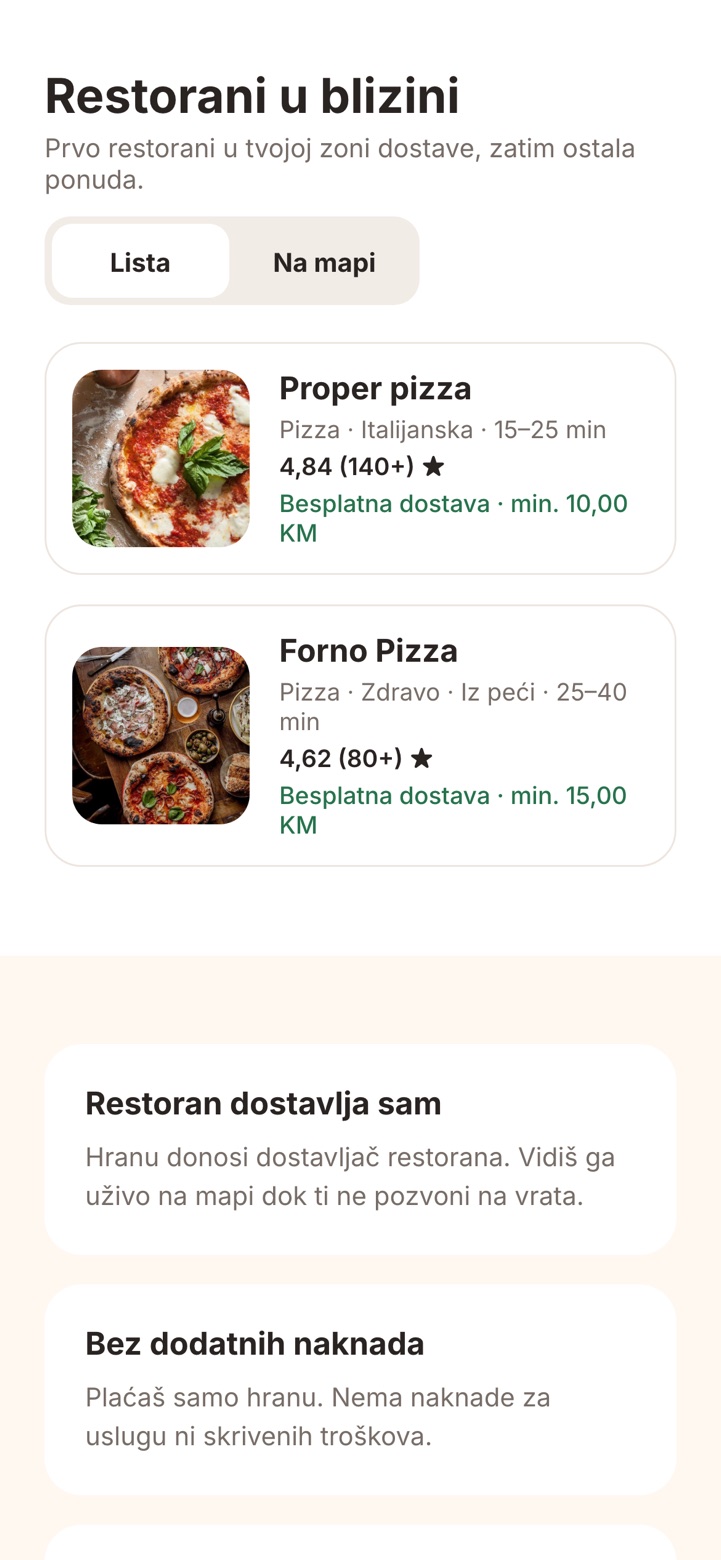 Restorani u blizini
Prvo restorani u tvojoj zoni dostave, zatim ostala
ponuda.
Lista
Na mapi
Proper pizza
Pizza · Italijanska · 15–25 min
4,84 (140+) ★
Besplatna dostava · min. 10,00
KM
Forno Pizza
Pizza · Zdravo · Iz peći · 25–40
min
4,62 (80+) ★
Besplatna dostava · min. 15,00
KM
Restoran dostavlja sam
Hranu donosi dostavljač restorana. Vidiš ga
uživo na mapi dok ti ne pozvoni na vrata.
Bez dodatnih naknada
Plaćaš samo hranu. Nema naknade za
uslugu ni skrivenih troškova.